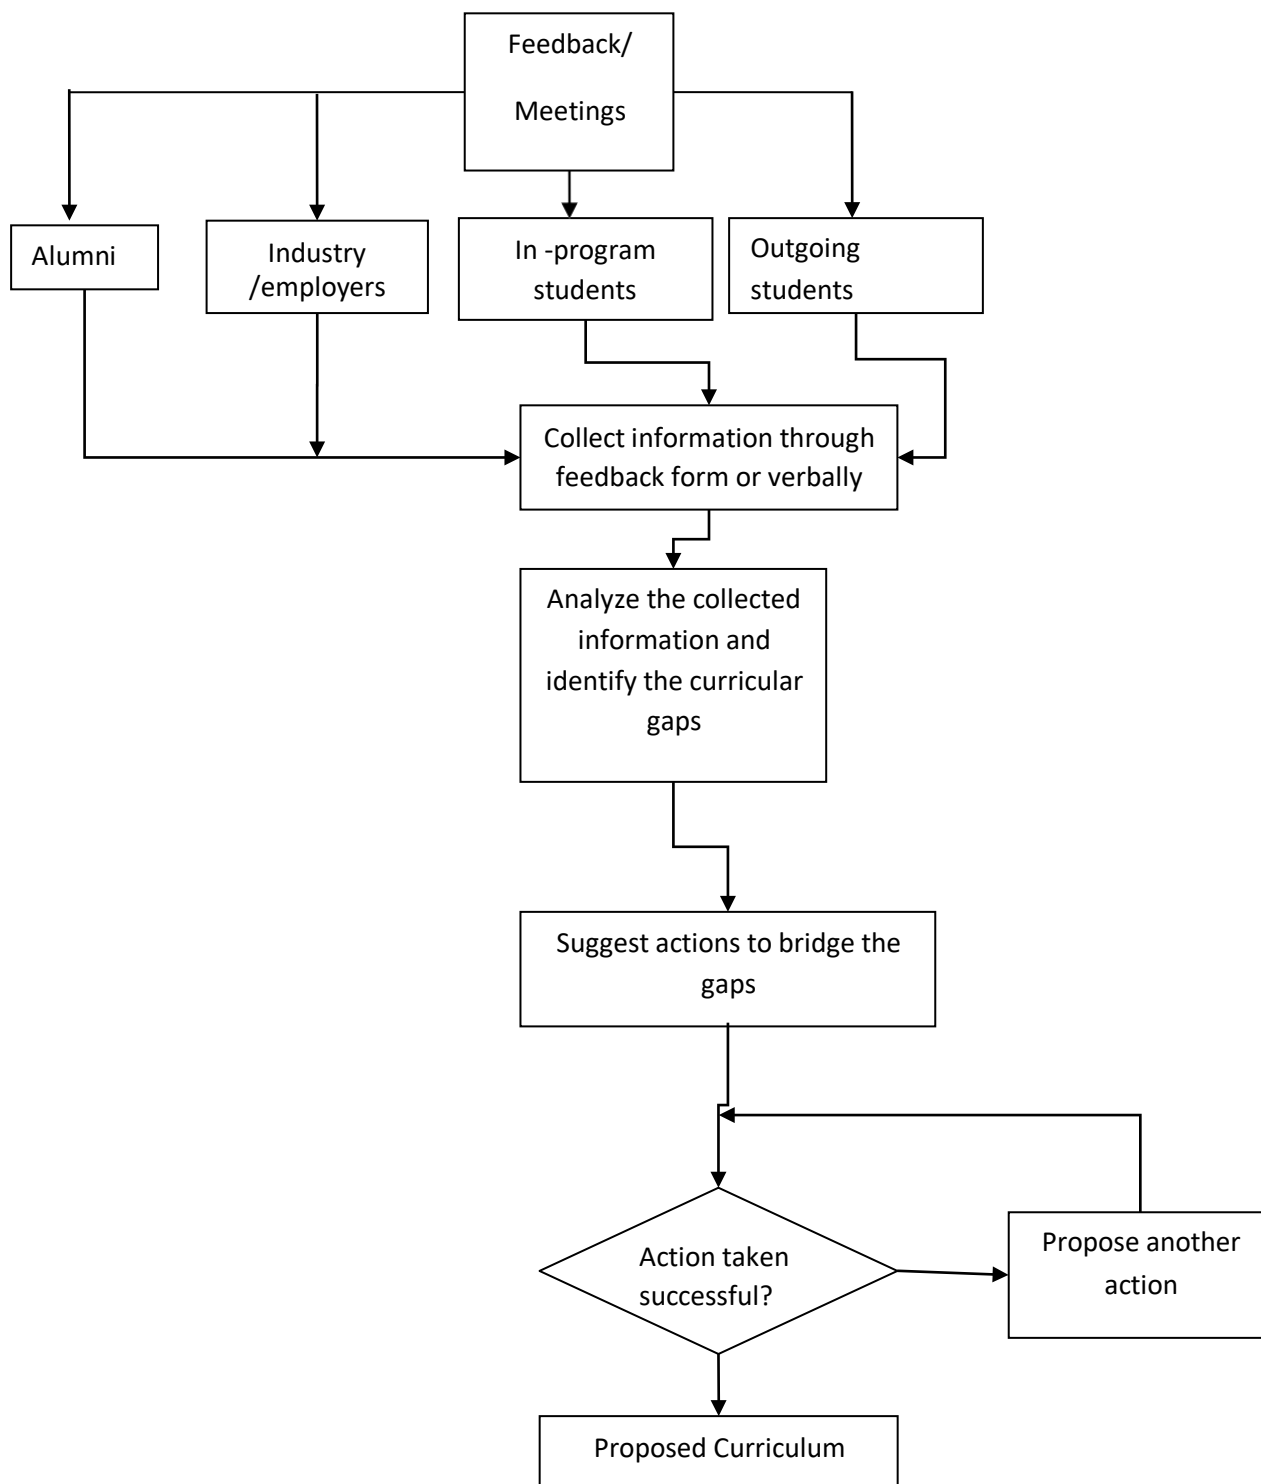 Feedback/
Meetings
Alumni
Industry
/employers
In -program
students
Outgoing
students
Collect information through
feedback form or verbally
Analyze the collected
information and
identify the curricular
gaps
Suggest actions to bridge the
gaps
Action taken
successful?
Propose another
action
Proposed Curriculum